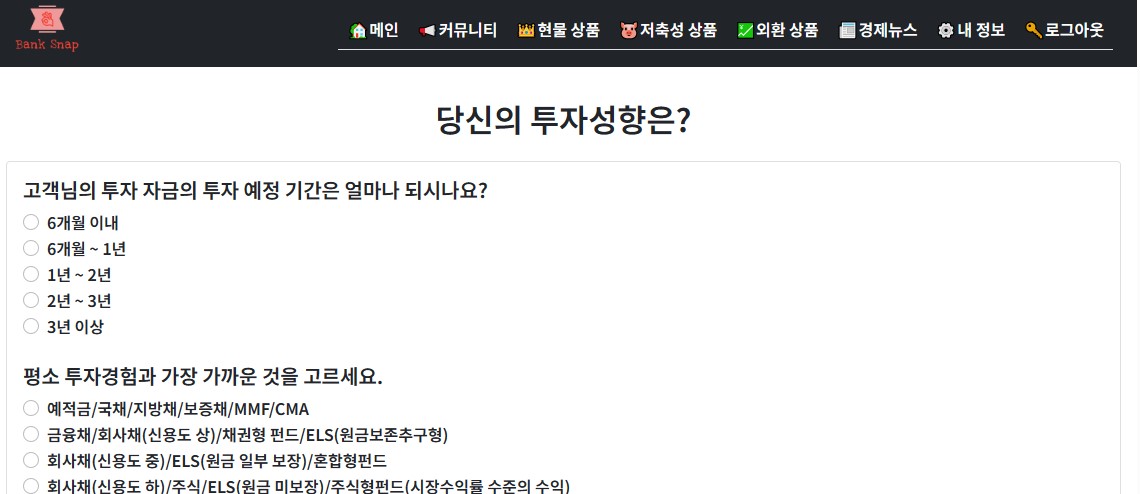 Bank Snap
메인 커뮤니티 현물 상품 저축성 상품 외환 상품 경제뉴스 내 정보 로그아웃
당신의 투자성향은?
고객님의 투자 자금의 투자 예정 기간은 얼마나 되시나요?
6개월 이내
6개월 ~ 1년
1년 ~ 2년
2년 ~ 3년
3년 이상
평소 투자경험과 가장 가까운 것을 고르세요.
예적금/국채/지방채/보증채/MMF/CMA
금융채/회사채(신용도 상)/채권형 펀드/ELS(원금보존추구형)
회사채(신용도 중)/ELS(원금 일부 보장)/혼합형펀드
회사채(신용도 하)/주식/ELS(원금 미보장)/주식형펀드(시장수익률 수준의 수익)